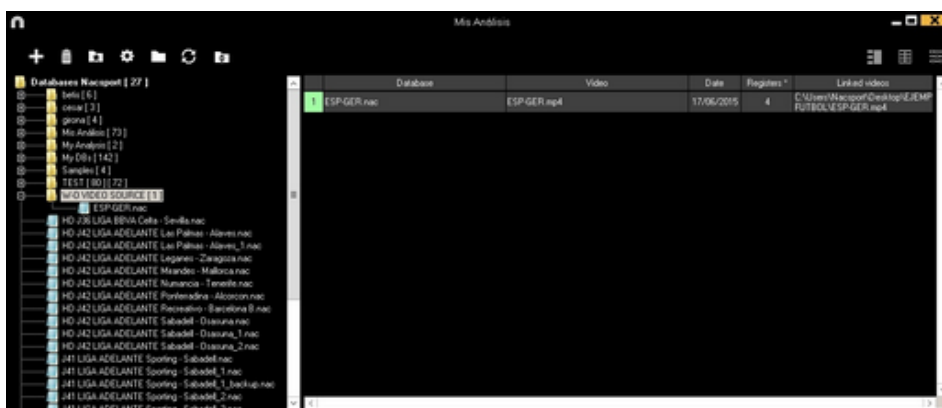 Mis Análisis
Databases Nacsport [ 27 ]
betis [ 6 ]
cesar [ 3 ]
girona [ 4 ]
Mis Análisis [ 73 ]
My Analysis [ 2 ]
My DBs [ 142 ]
Samples [ 4 ]
TEST [ 80 ] [ 72 ]
W-O VIDEO SOURCE [ 1 ]
ESP-GER.nac
HD J36 LIGA BBVA Celta - Sevilla.nac
HD J42 LIGA ADELANTE Las Palmas - Alaves.nac
HD J42 LIGA ADELANTE Las Palmas - Alaves_1.nac
HD J42 LIGA ADELANTE Leganes - Zaragoza.nac
HD J42 LIGA ADELANTE Mirandes - Mallorca.nac
HD J42 LIGA ADELANTE Numancia - Tenerife.nac
HD J42 LIGA ADELANTE Ponferradina - Alcorcon.nac
HD J42 LIGA ADELANTE Recreativo - Barcelona B.nac
HD J42 LIGA ADELANTE Sabadell - Osasuna.nac
HD J42 LIGA ADELANTE Sabadell - Osasuna_1.nac
HD J42 LIGA ADELANTE Sabadell - Osasuna_2.nac
J41 LIGA ADELANTE Sporting - Sabadell.nac
J41 LIGA ADELANTE Sporting - Sabadell_1.nac
J41 LIGA ADELANTE Sporting - Sabadell_1_backup.nac
J41 LIGA ADELANTE Sporting - Sabadell_2.nac
Database Video Date Registers * Linked videos
1 ESP-GER.nac ESP-GER.mp4 17/06/2015 4 C:\Users\Nacsport\Desktop\EJEMP
FUTBOL\ESP-GER.mp4